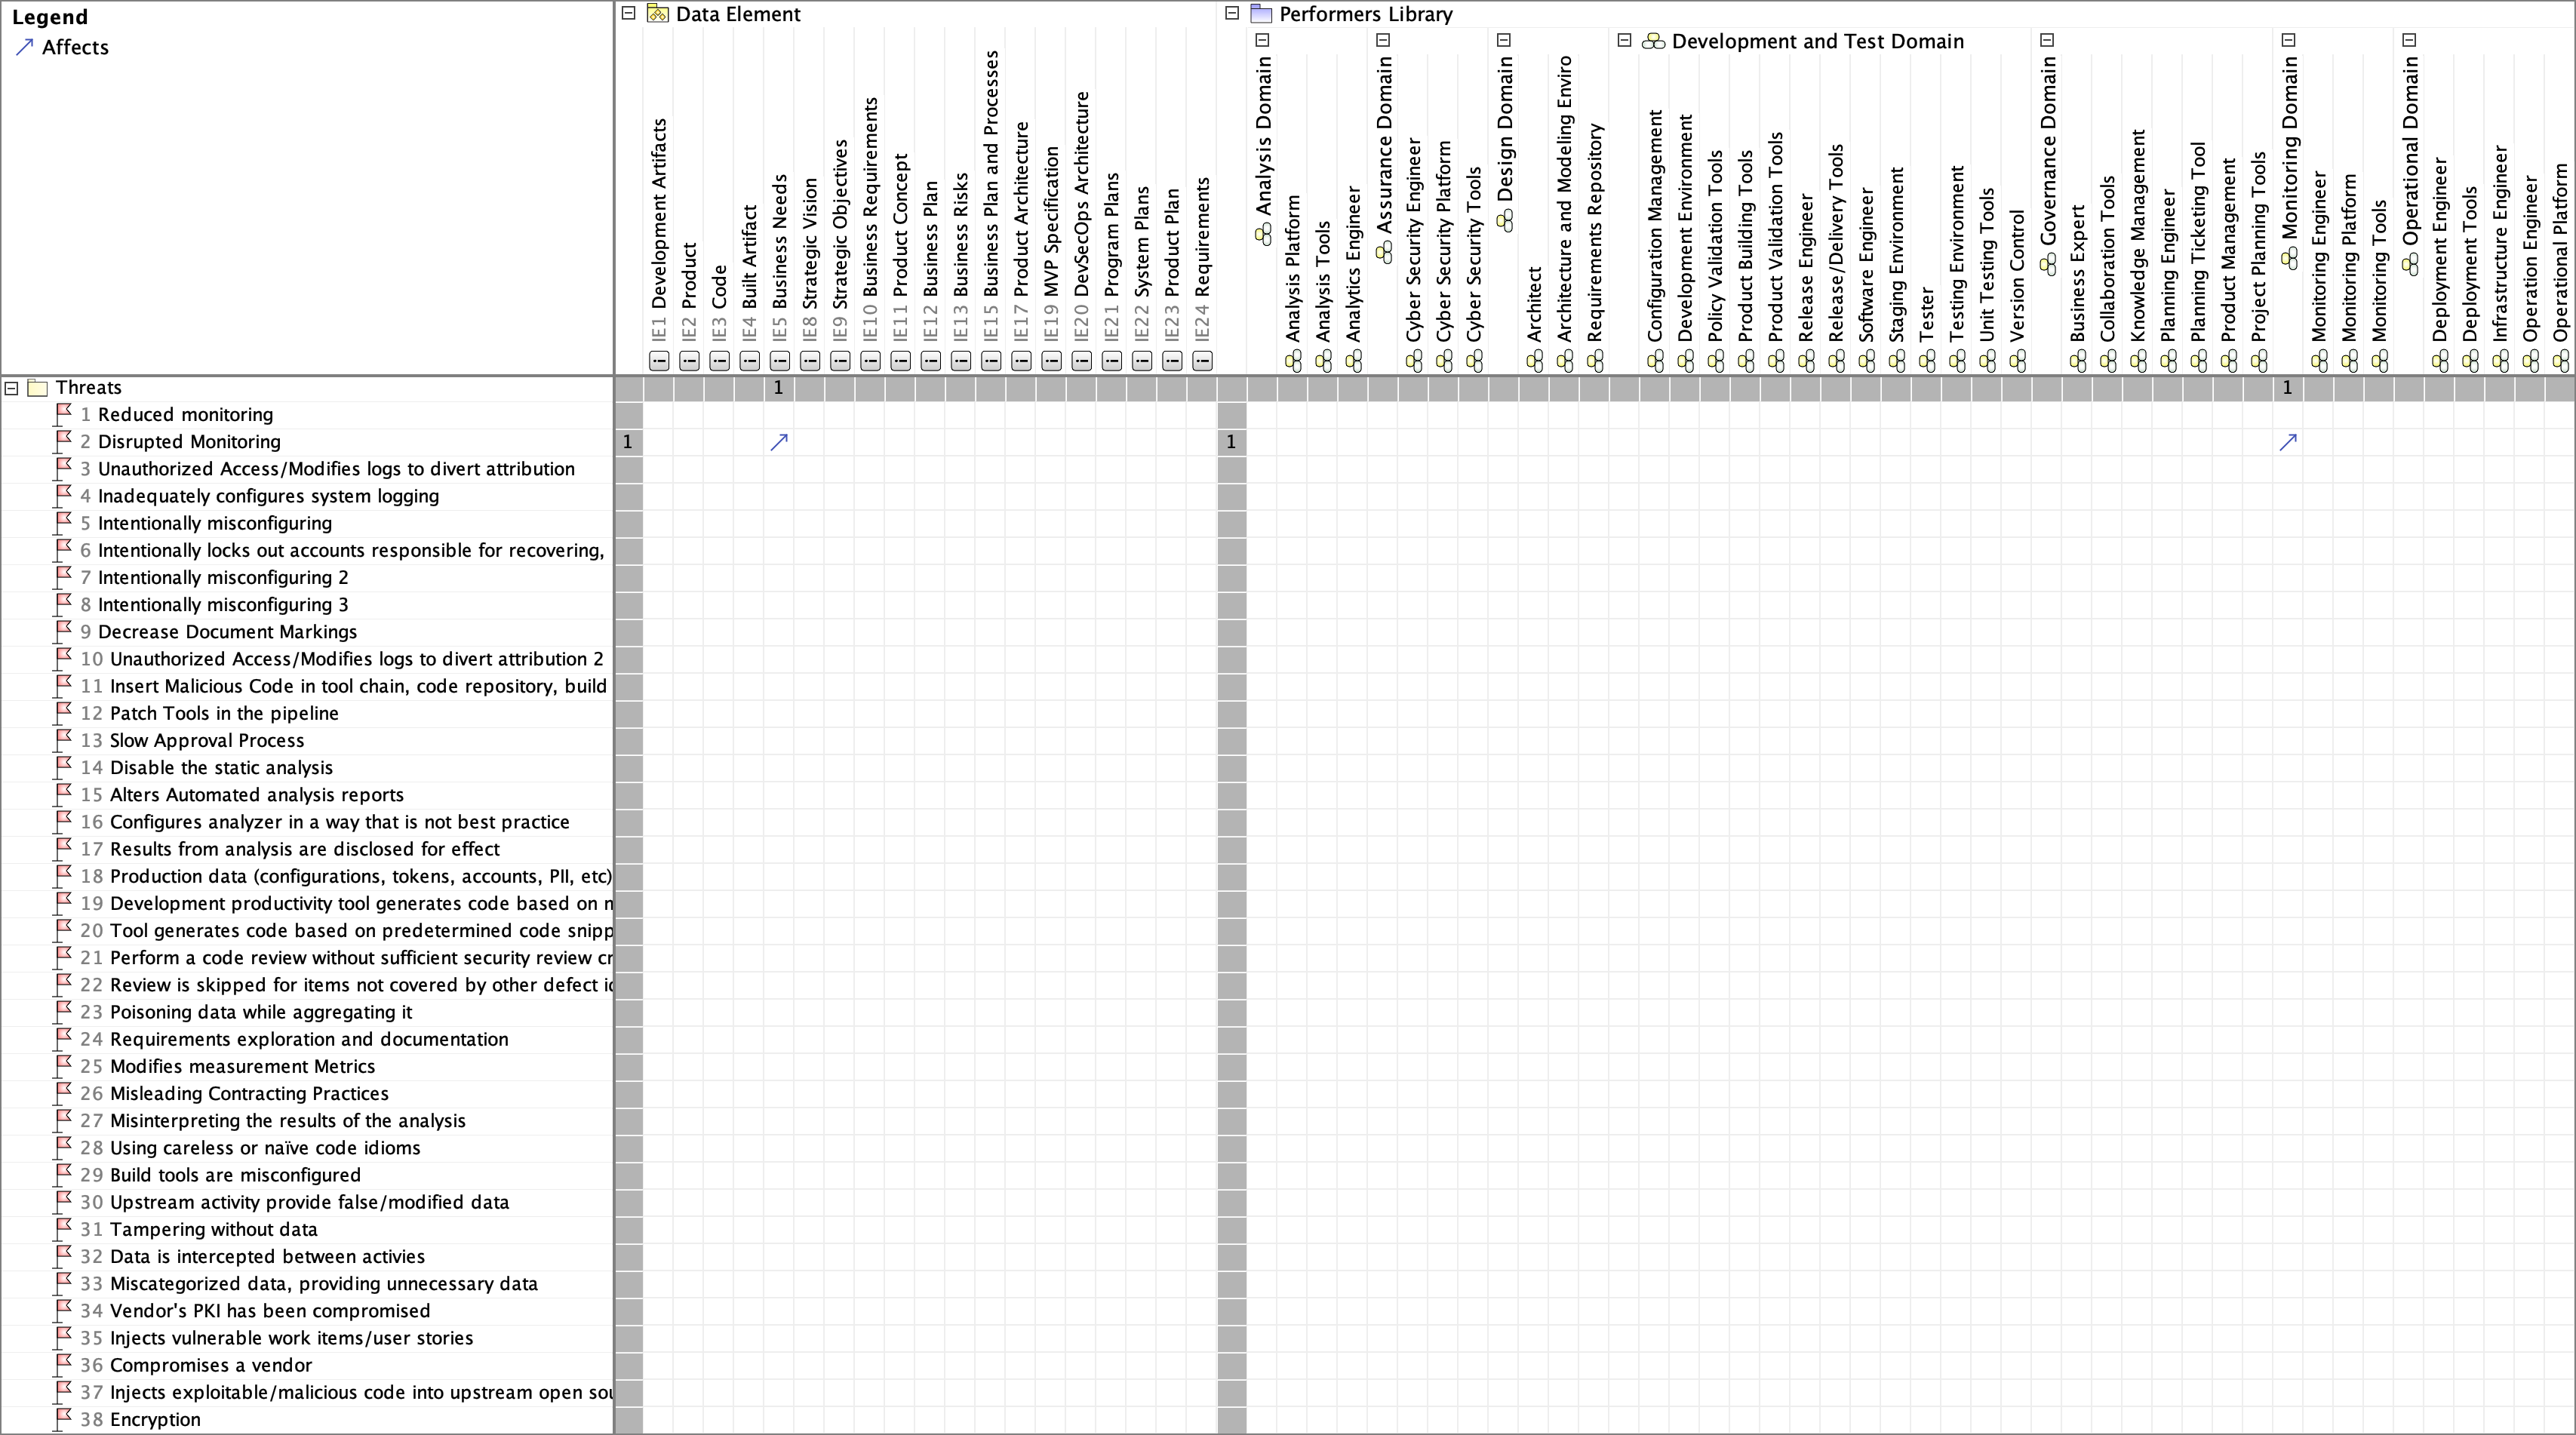 Legend
Affects
Data Element
Performers Library
Development and Test Domain
IE1 Development Artifacts
IE2 Product
IE3 Code
IE4 Built Artifact
IE5 Business Needs
IE8 Strategic Vision
IE9 Strategic Objectives
IE10 Business Requirements
IE11 Product Concept
IE12 Business Plan
IE13 Business Risks
IE15 Business Plan and Processes
IE17 Product Architecture
IE19 MVP Specification
IE20 DevSecOps Architecture
IE21 Program Plans
IE22 System Plans
IE23 Product Plan
IE24 Requirements
Analysis Domain
Analysis Platform
Analysis Tools
Analytics Engineer
Assurance Domain
Cyber Security Engineer
Cyber Security Platform
Cyber Security Tools
Design Domain
Architect
Architecture and Modeling Enviro
Requirements Repository
Configuration Management
Development Environment
Policy Validation Tools
Product Building Tools
Product Validation Tools
Release Engineer
Release/Delivery Tools
Software Engineer
Staging Environment
Tester
Testing Environment
Unit Testing Tools
Version Control
Governance Domain
Business Expert
Collaboration Tools
Knowledge Management
Planning Engineer
Planning Ticketing Tool
Product Management
Project Planning Tools
Monitoring Domain
Monitoring Engineer
Monitoring Platform
Monitoring Tools
Operational Domain
Deployment Engineer
Deployment Tools
Infrastructure Engineer
Operation Engineer
Operational Platform
Threats 1 1
1 Reduced monitoring
2 Disrupted Monitoring 1 1
3 Unauthorized Access/Modifies logs to divert attribution
4 Inadequately configures system logging
5 Intentionally misconfiguring
6 Intentionally locks out accounts responsible for recovering,
7 Intentionally misconfiguring 2
8 Intentionally misconfiguring 3
9 Decrease Document Markings
10 Unauthorized Access/Modifies logs to divert attribution 2
11 Insert Malicious Code in tool chain, code repository, build
12 Patch Tools in the pipeline
13 Slow Approval Process
14 Disable the static analysis
15 Alters Automated analysis reports
16 Configures analyzer in a way that is not best practice
17 Results from analysis are disclosed for effect
18 Production data (configurations, tokens, accounts, PII, etc)
19 Development productivity tool generates code based on
20 Tool generates code based on predetermined code snipp
21 Perform a code review without sufficient security review cr
22 Review is skipped for items not covered by other defect
23 Poisoning data while aggregating it
24 Requirements exploration and documentation
25 Modifies measurement Metrics
26 Misleading Contracting Practices
27 Misinterpreting the results of the analysis
28 Using careless or naïve code idioms
29 Build tools are misconfigured
30 Upstream activity provide false/modified data
31 Tampering without data
32 Data is intercepted between activies
33 Miscategorized data, providing unnecessary data
34 Vendor's PKI has been compromised
35 Injects vulnerable work items/user stories
36 Compromises a vendor
37 Injects exploitable/malicious code into upstream open sou
38 Encryption